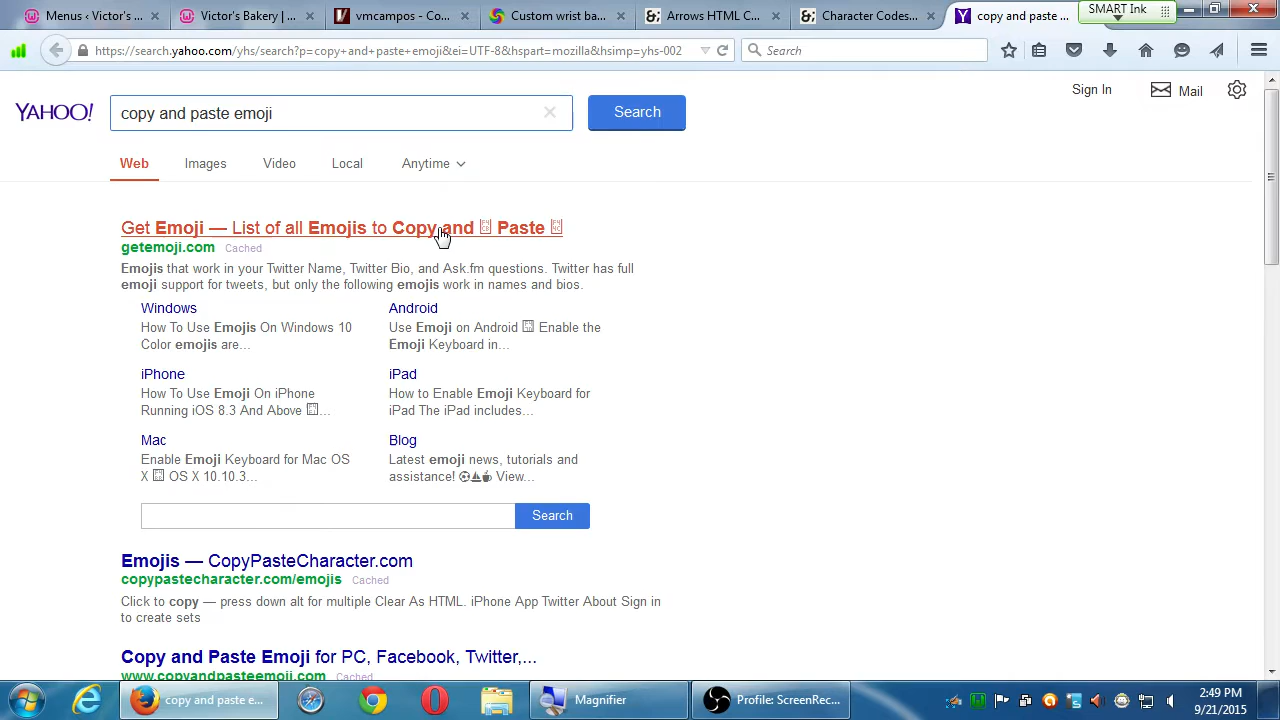 Menus ‹ Victor's ...
Victor's Bakery | ...
vmcampos - Co...
Custom wrist ba...
Arrows HTML C...
Character Codes...
copy and paste ...
SMART Ink
https://search.yahoo.com/yhs/search?p=copy+and+paste+emoji&ei=UTF-8&hspart=mozilla&hsimp=yhs-002
Search
Sign In
Mail
YAHOO!
copy and paste emoji
Search
Web
Images
Video
Local
Anytime
Get Emoji — List of all Emojis to Copy and Paste
getemoji.com Cached
Emojis that work in your Twitter Name, Twitter Bio, and Ask.fm questions. Twitter has full
emoji support for tweets, but only the following emojis work in names and bios.
Windows
How To Use Emojis On Windows 10
Color emojis are...
Android
Use Emoji on Android Enable the
Emoji Keyboard in...
iPhone
How To Use Emoji On iPhone
Running iOS 8.3 And Above ...
iPad
How to Enable Emoji Keyboard for
iPad The iPad includes...
Mac
Enable Emoji Keyboard for Mac OS
X OS X 10.10.3...
Blog
Latest emoji news, tutorials and
assistance! ⚽⛵☕ View...
Search
Emojis — CopyPasteCharacter.com
copypastecharacter.com/emojis Cached
Click to copy — press down alt for multiple Clear As HTML. iPhone App Twitter About Sign in
to create sets
Copy and Paste Emoji for PC, Facebook, Twitter,...
www.copyandpasteemoji.com Cached
copy and paste e...
Magnifier
Profile: ScreenRec...
2:49 PM
9/21/2015